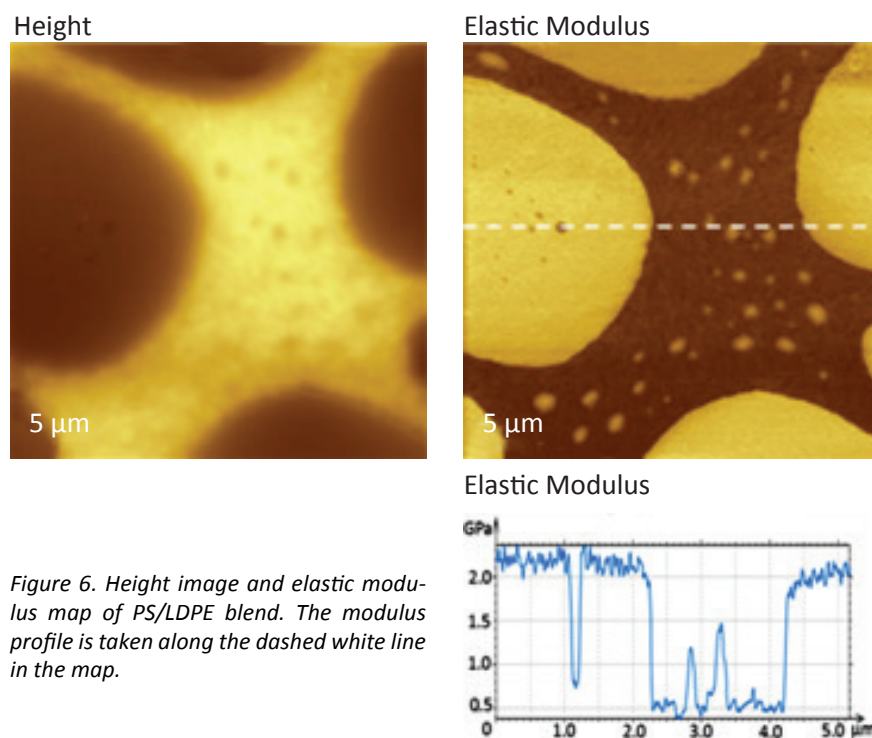 Height
Elastic Modulus
5 μm
5 μm
Elastic Modulus
GPa
2.0
1.5
1.0
0.5
0 1.0 2.0 3.0 4.0 5.0 μm
Figure 6. Height image and elastic modu-
lus map of PS/LDPE blend. The modulus
profile is taken along the dashed white line
in the map.